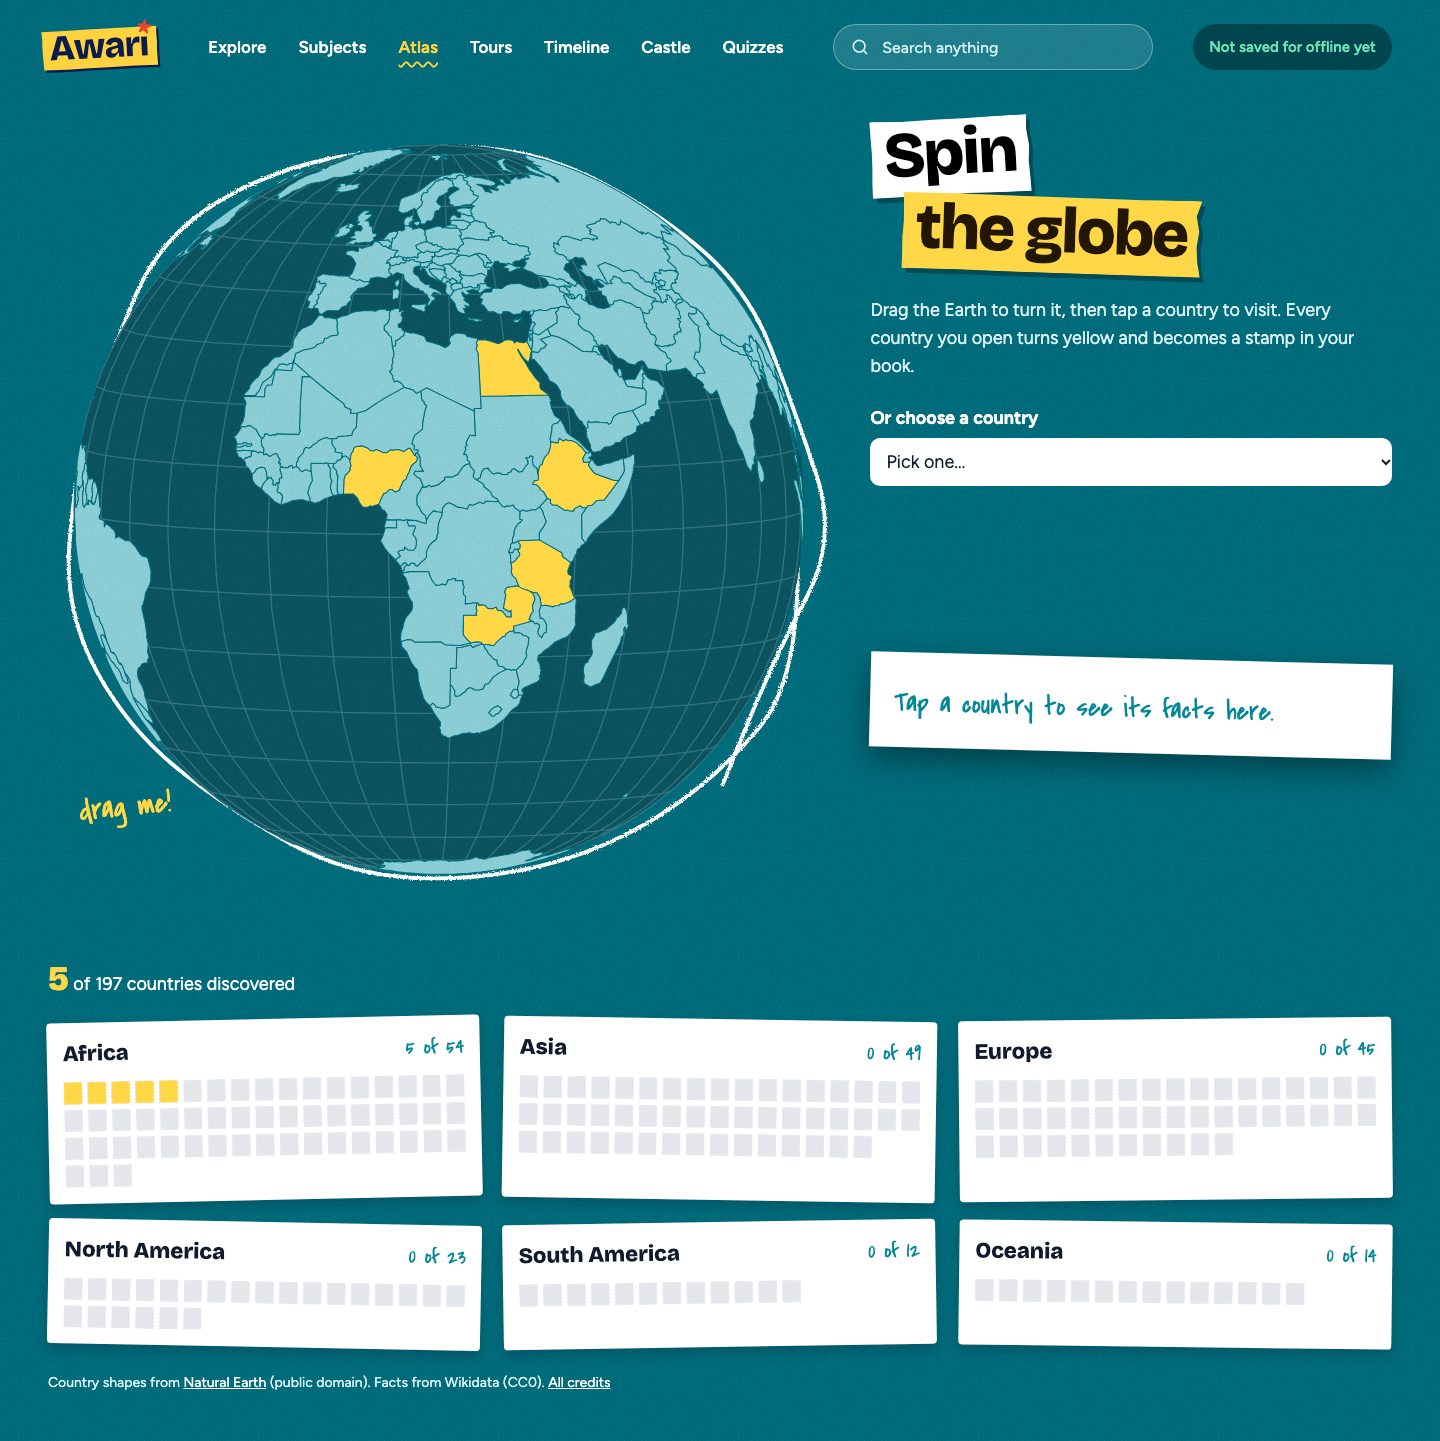 Awari
Explore
Subjects
Atlas
Tours
Timeline
Castle
Quizzes
Search anything
Not saved for offline yet
Spin
the globe
Drag the Earth to turn it, then tap a country to visit. Every
country you open turns yellow and becomes a stamp in your
book.
Or choose a country
Pick one...
Tap a country to see its facts here.
drag me!
5 of 197 countries discovered
Africa
5 of 54
Asia
0 of 49
Europe
0 of 45
North America
0 of 23
South America
0 of 12
Oceania
0 of 14
Country shapes from Natural Earth (public domain). Facts from Wikidata (CC0). All credits